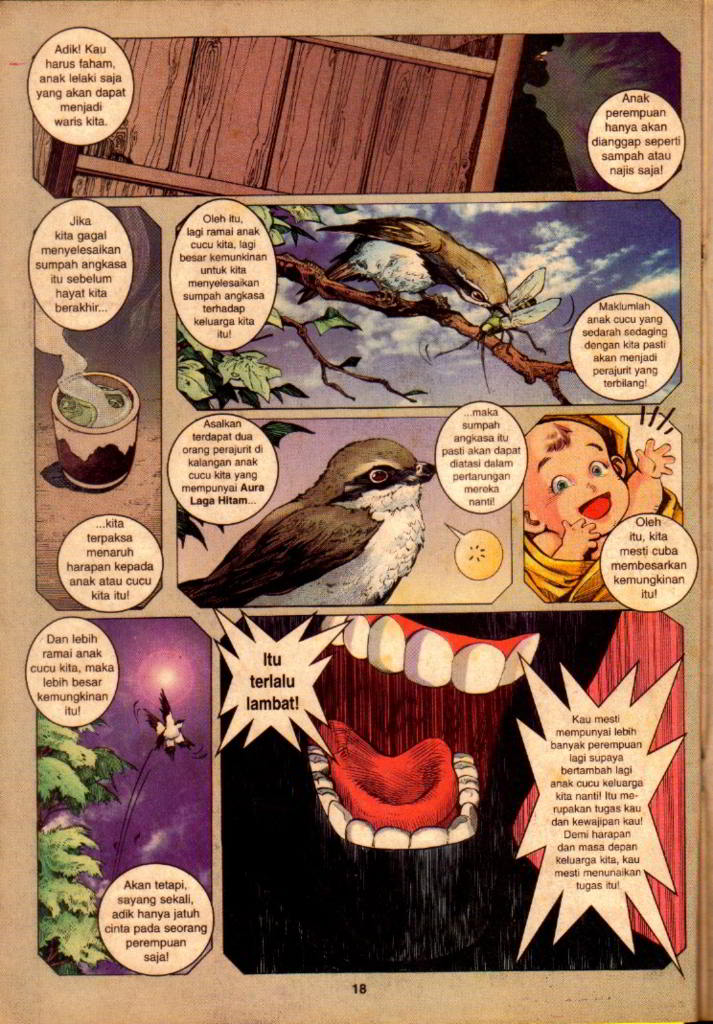 Adik! Kau
harus faham,
anak lelaki saja
yang akan dapat
menjadi
waris kita.
Anak
perempuan
hanya akan
dianggap seperti
sampah atau
najis saja!
Jika
kita gagal
menyelesaikan
sumpah angkasa
itu sebelum
hayat kita
berakhir...
...kita
terpaksa
menaruh
harapan kepada
anak atau cucu
kita itu!
Oleh itu,
lagi ramai anak
cucu kita, lagi
besar kemunkinan
untuk kita
menyelesaikan
sumpah angkasa
terhadap
keluarga kita
itu!
Maklumlah
anak cucu yang
sedarah sedaging
dengan kita pasti
akan menjadi
perajurit yang
terbilang!
Asalkan
terdapat dua
orang perajurit di
kalangan anak
cucu kita yang
mempunyai Aura
Laga Hitam...
...maka
sumpah
angkasa itu
pasti akan dapat
diatasi dalam
pertarungan
mereka
nanti!
Oleh
itu, kita
mesti cuba
membesarkan
kemungkinan
itu!
Dan lebih
ramai anak
cucu kita, maka
lebih besar
kemungkinan
itu!
Akan tetapi,
sayang sekali,
adik hanya jatuh
cinta pada seorang
perempuan
saja!
Itu
terlalu
lambat!
Kau mesti
mempunyai lebih
banyak perempuan
lagi supaya
bertambah lagi
anak cucu keluarga
kita nanti! Itu me-
rupakan tugas kau
dan kewajipan kau!
Demi harapan
dan masa depan
keluarga kita, kau
mesti menunaikan
tugas itu!
18